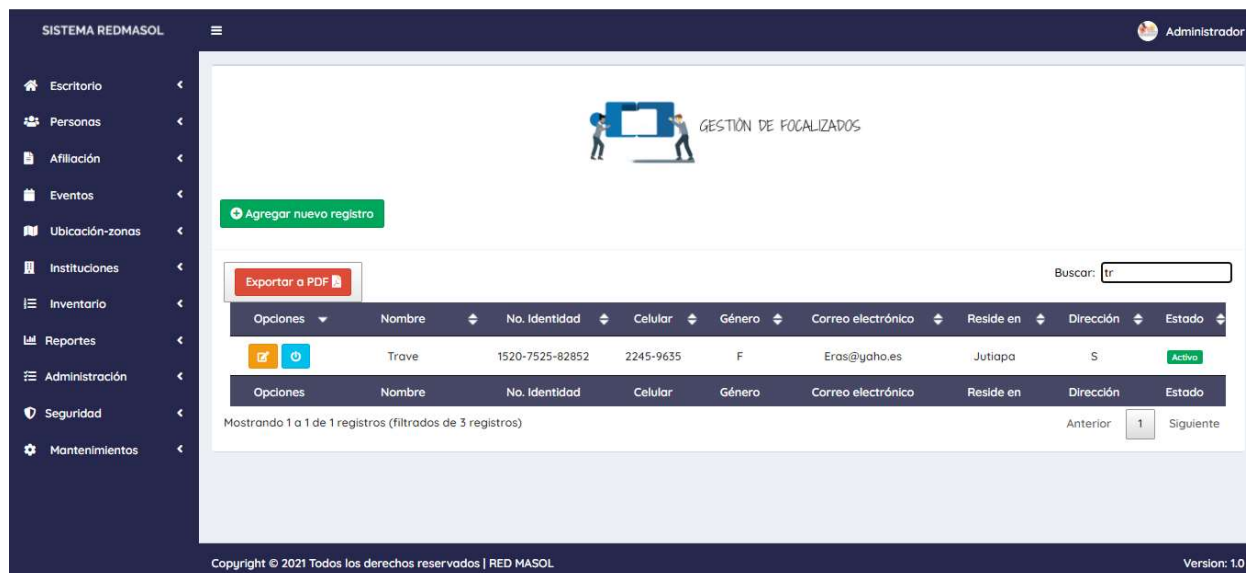 SISTEMA REDMASOL
Administrador
Escritorio
Personas
Afiliación
Eventos
Ubicación-zonas
Instituciones
Inventario
Reportes
Administración
Seguridad
Mantenimientos
GESTIÓN DE FOCALIZADOS
Agregar nuevo registro
Exportar a PDF
Buscar: tr
Opciones Nombre No. Identidad Celular Género Correo electrónico Reside en Dirección Estado
Trave 1520-7525-82852 2245-9635 F Eras@yaho.es Jutiapa S Activo
Opciones Nombre No. Identidad Celular Género Correo electrónico Reside en Dirección Estado
Mostrando 1 a 1 de 1 registros (filtrados de 3 registros)
Anterior 1 Siguiente
Copyright © 2021 Todos los derechos reservados | RED MASOL
Version: 1.0